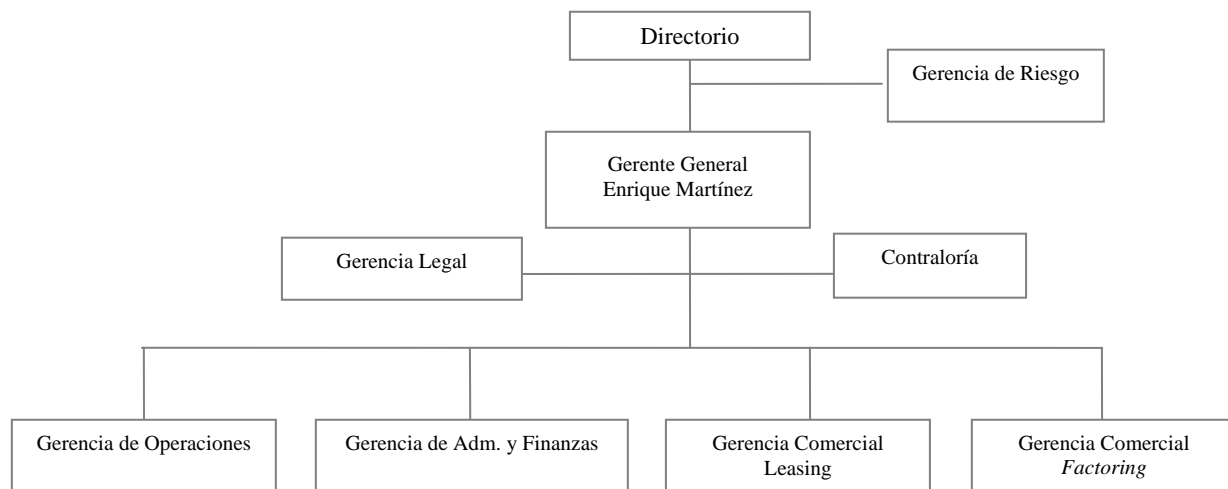 Directorio
Gerencia de Riesgo
Gerente General
Enrique Martínez
Gerencia Legal
Contraloría
Gerencia de Operaciones
Gerencia de Adm. y Finanzas
Gerencia Comercial
Leasing
Gerencia Comercial
Factoring